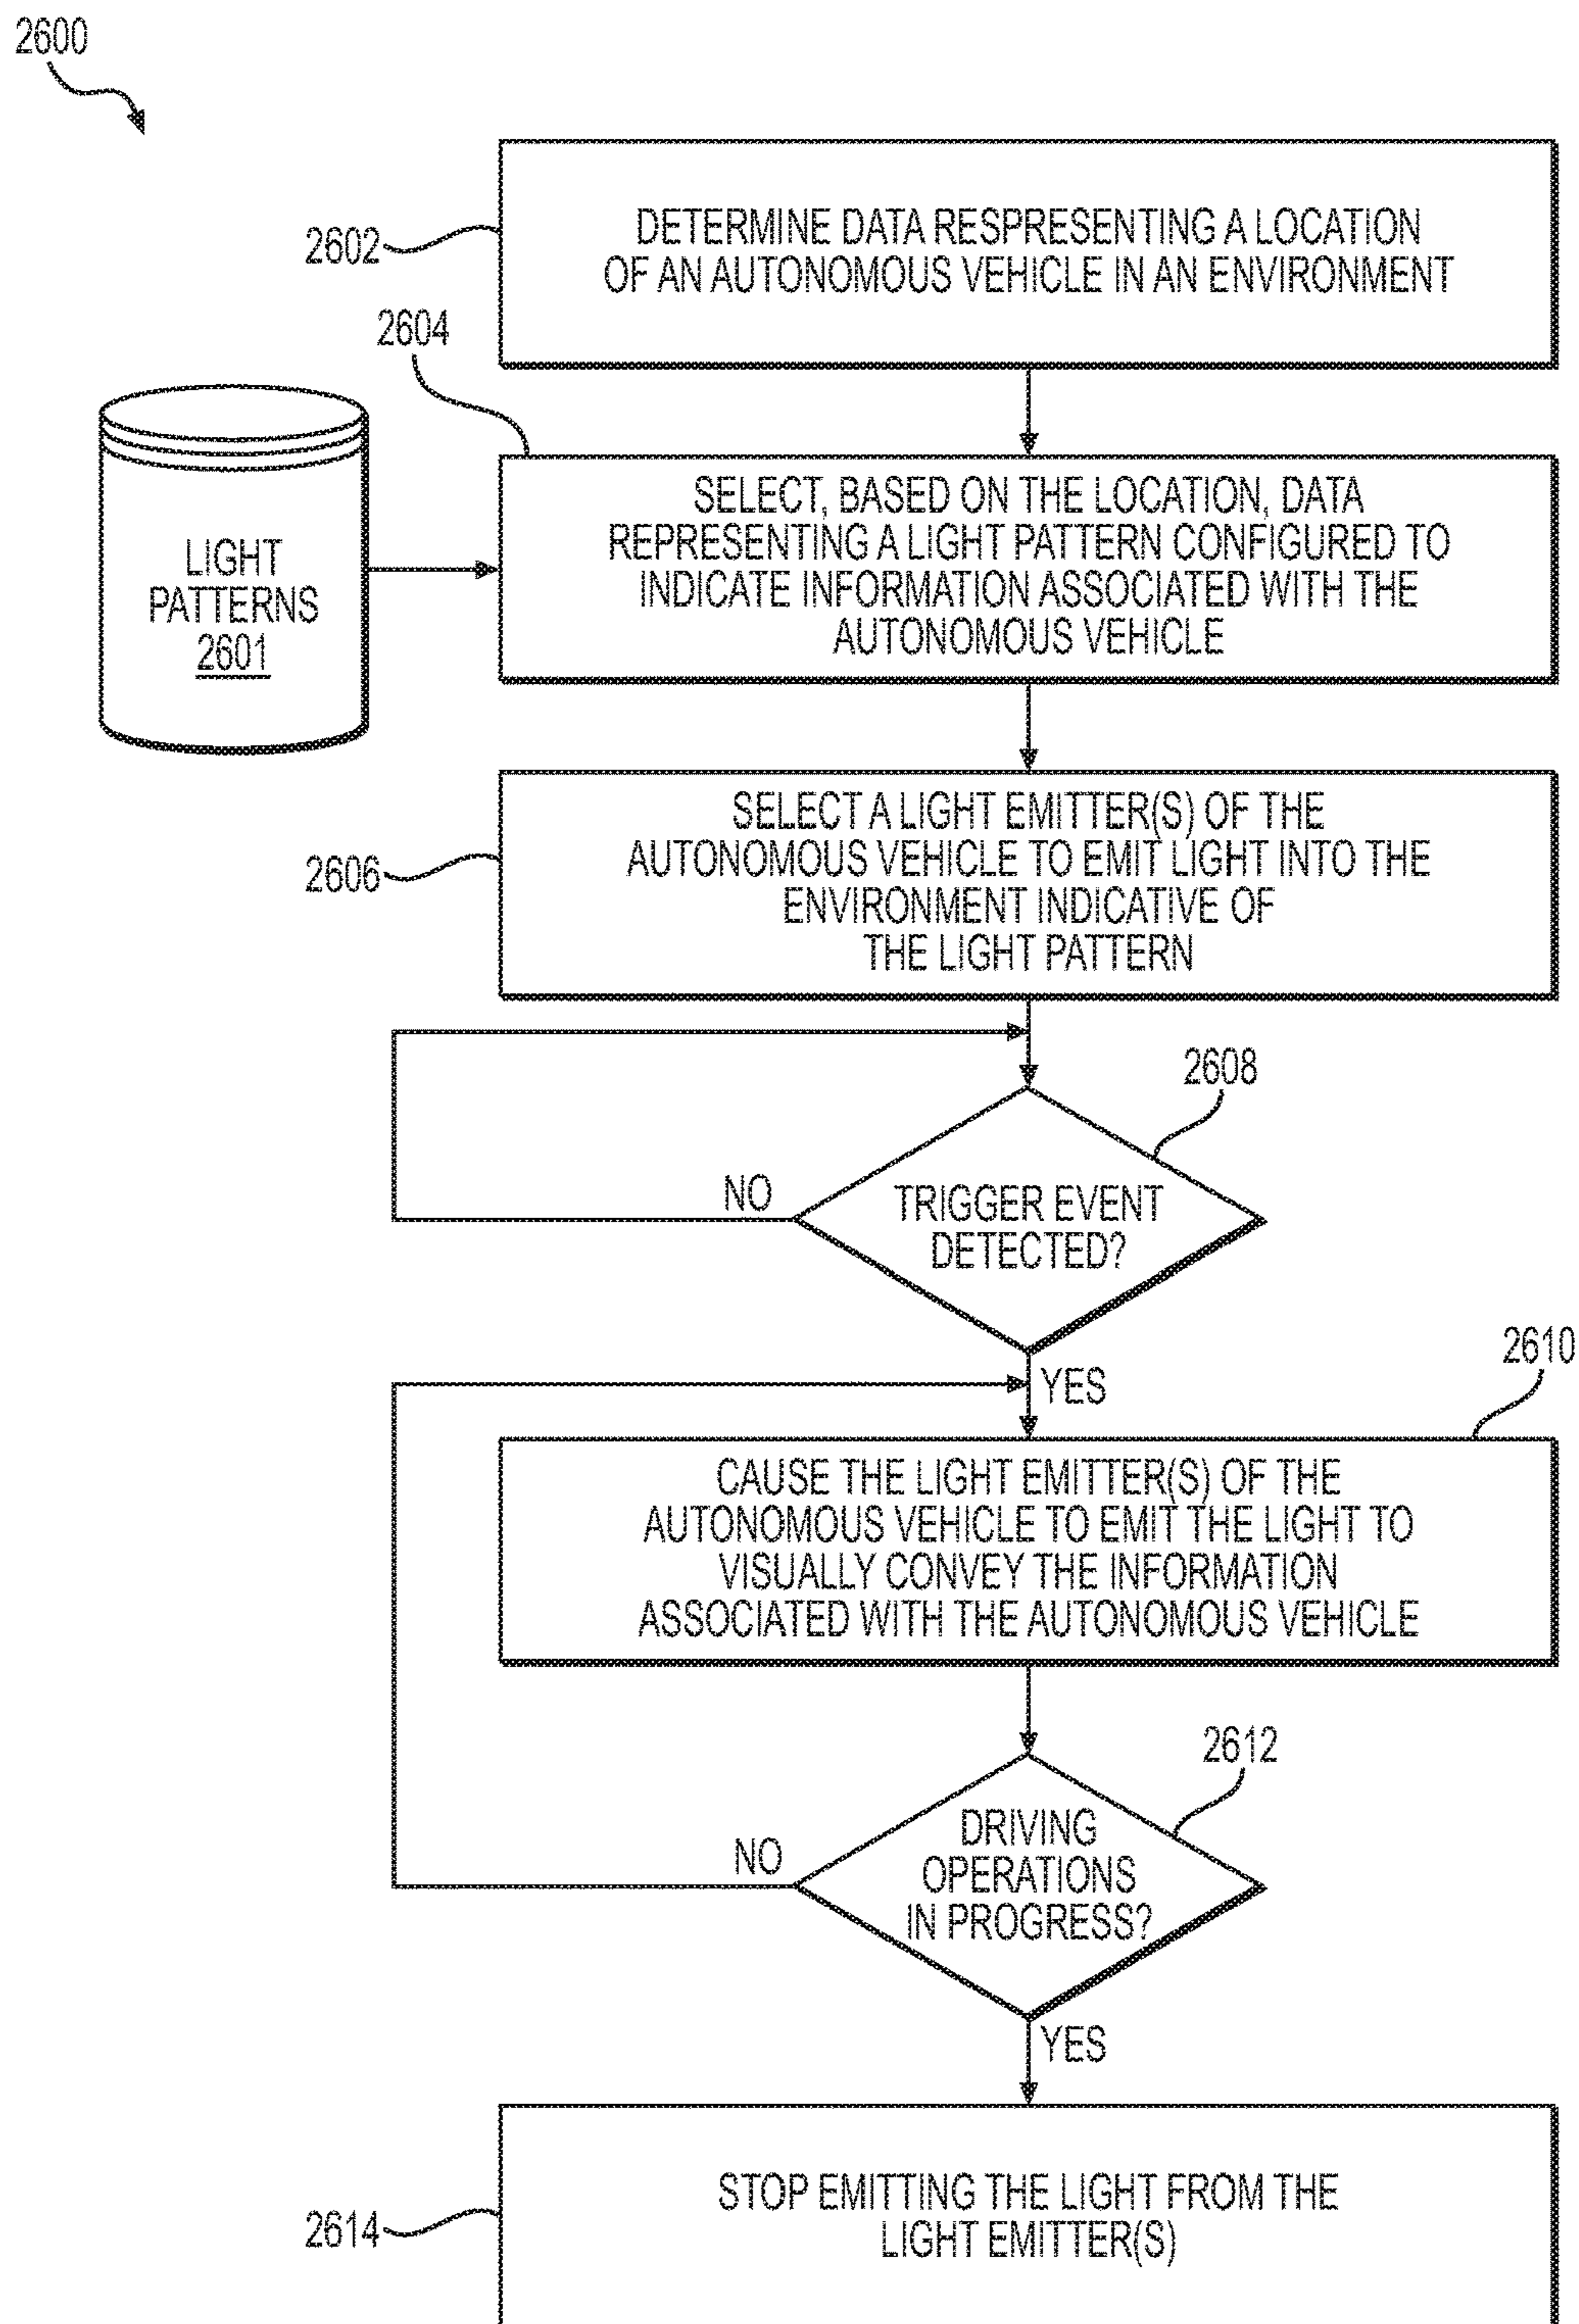 2600
2602
DETERMINE DATA RESPRESENTING A LOCATION
OF AN AUTONOMOUS VEHICLE IN AN ENVIRONMENT
2604
LIGHT
PATTERNS
2601
SELECT, BASED ON THE LOCATION, DATA
REPRESENTING A LIGHT PATTERN CONFIGURED TO
INDICATE INFORMATION ASSOCIATED WITH THE
AUTONOMOUS VEHICLE
2606
SELECT A LIGHT EMITTER(S) OF THE
AUTONOMOUS VEHICLE TO EMIT LIGHT INTO THE
ENVIRONMENT INDICATIVE OF
THE LIGHT PATTERN
2608
NO
TRIGGER EVENT
DETECTED?
YES
2610
CAUSE THE LIGHT EMITTER(S) OF THE
AUTONOMOUS VEHICLE TO EMIT THE LIGHT TO
VISUALLY CONVEY THE INFORMATION
ASSOCIATED WITH THE AUTONOMOUS VEHICLE
2612
NO
DRIVING
OPERATIONS
IN PROGRESS?
YES
2614
STOP EMITTING THE LIGHT FROM THE
LIGHT EMITTER(S)